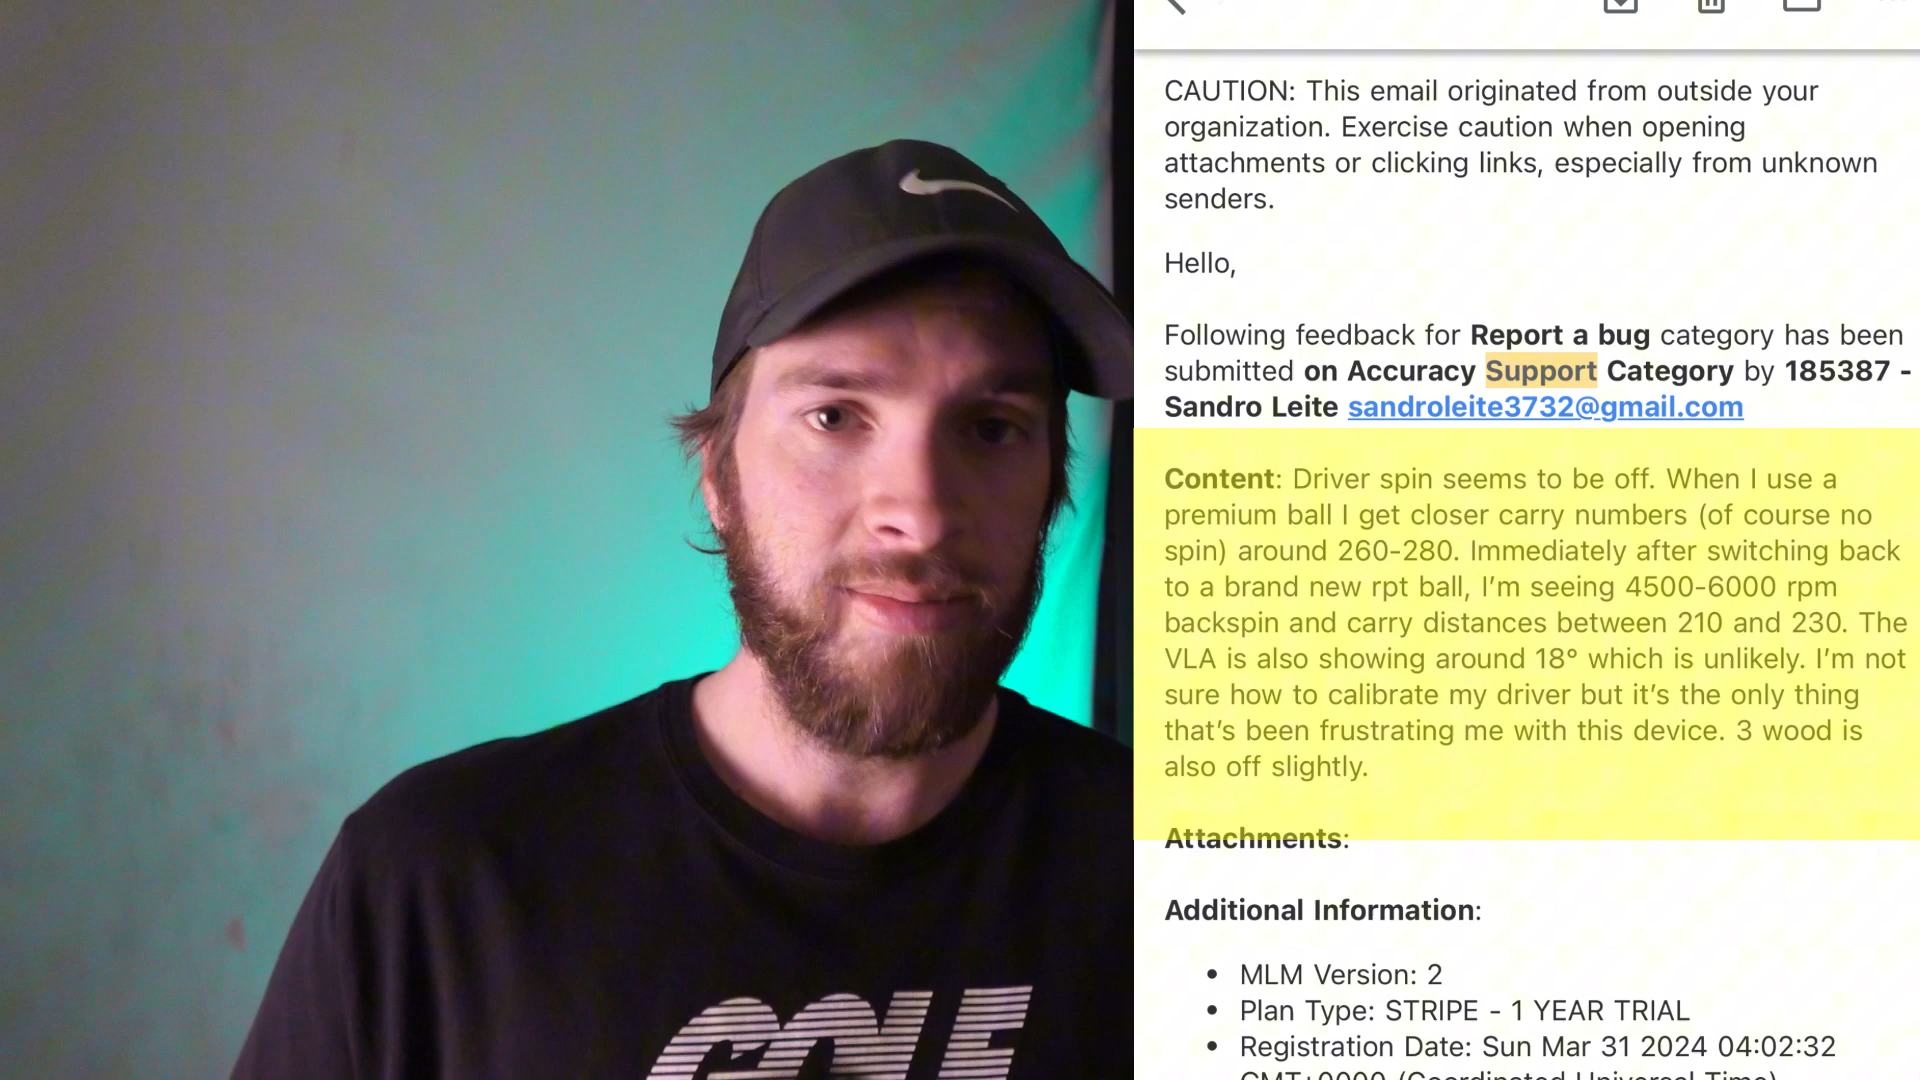 CAUTION: This email originated from outside your
organization. Exercise caution when opening
attachments or clicking links, especially from unknown
senders.
Hello,
Following feedback for Report a bug category has been
submitted on Accuracy Support Category by 185387 -
Sandro Leite sandroleite3732@gmail.com
Content: Driver spin seems to be off. When I use a
premium ball I get closer carry numbers (of course no
spin) around 260-280. Immediately after switching back
to a brand new rpt ball, I’m seeing 4500-6000 rpm
backspin and carry distances between 210 and 230. The
VLA is also showing around 18° which is unlikely. I’m not
sure how to calibrate my driver but it’s the only thing
that’s been frustrating me with this device. 3 wood is
also off slightly.
Attachments:
Additional Information:
• MLM Version: 2
• Plan Type: STRIPE - 1 YEAR TRIAL
• Registration Date: Sun Mar 31 2024 04:02:32
GMT+0000 (Coordinated Universal Time)
GOLF